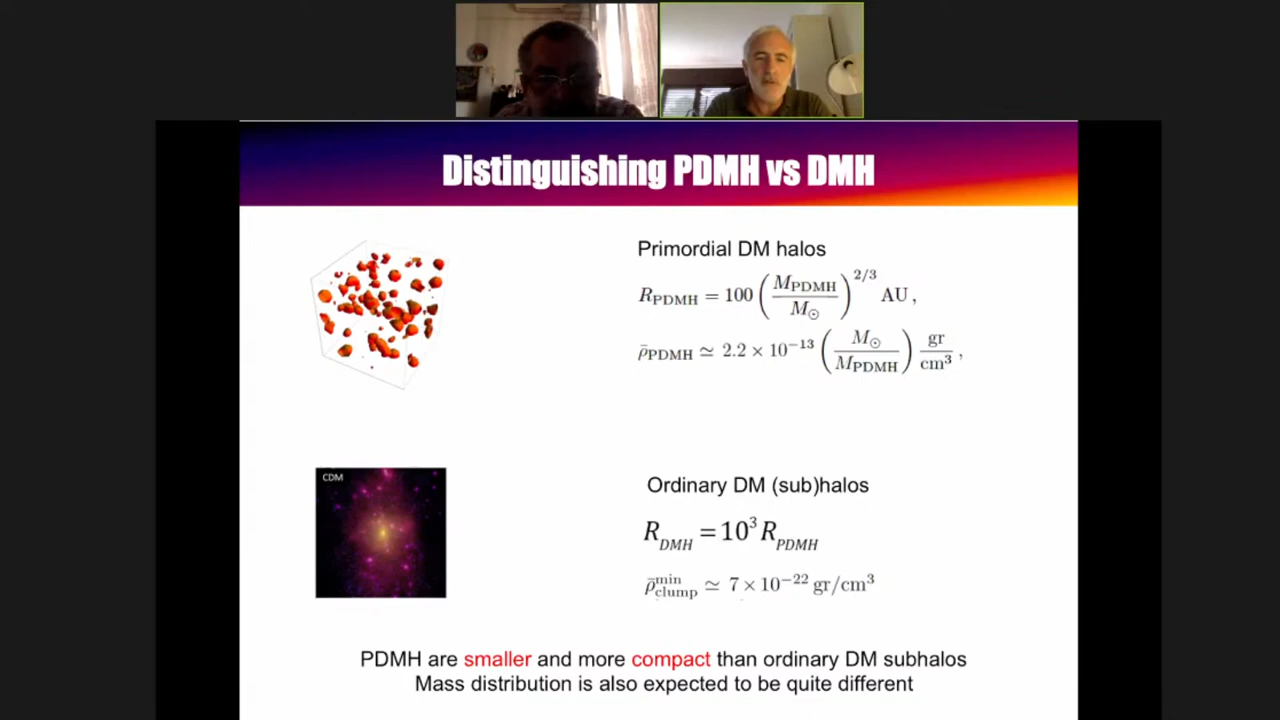 Distinguishing PDMH vs DMH
Primordial DM halos
R_PDMH = 100 (M_PDMH / M_⊙)^{2/3} AU ,
ρ̄_PDMH ≃ 2.2 × 10^{−13} (M_⊙ / M_PDMH) gr/cm³ ,
CDM
Ordinary DM (sub)halos
R_DMH = 10³ R_PDMH
ρ̄^min_clump ≃ 7 × 10^{−22} gr/cm³
PDMH are smaller and more compact than ordinary DM subhalos
Mass distribution is also expected to be quite different